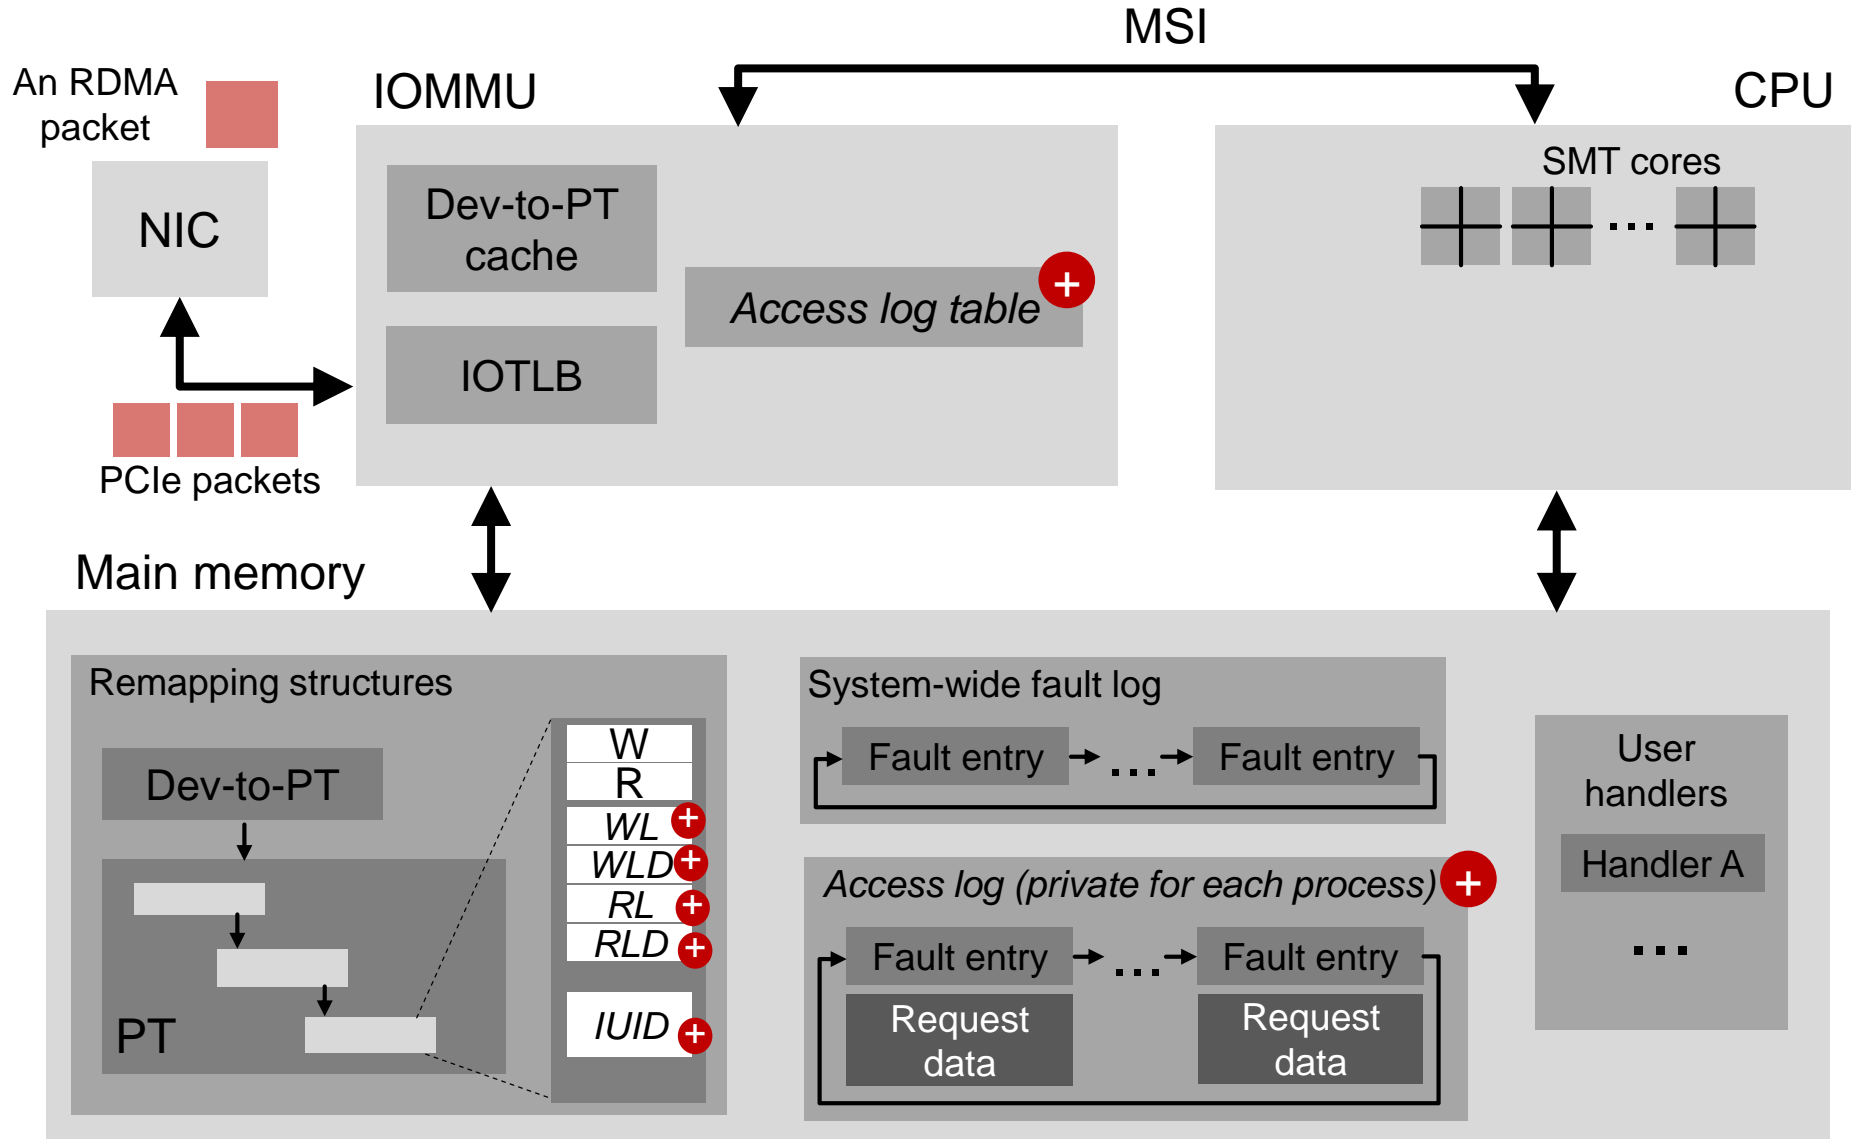 MSI
An RDMA
packet
IOMMU
CPU
NIC
Dev-to-PT
cache
IOTLB
Access log table
+
SMT cores
...
PCIe packets
Main memory
Remapping structures
Dev-to-PT
PT
W
R
WL +
WLD +
RL +
RLD +
IUID +
System-wide fault log
Fault entry ... Fault entry
Access log (private for each process) +
Fault entry ... Fault entry
Request
data
Request
data
User
handlers
Handler A
...